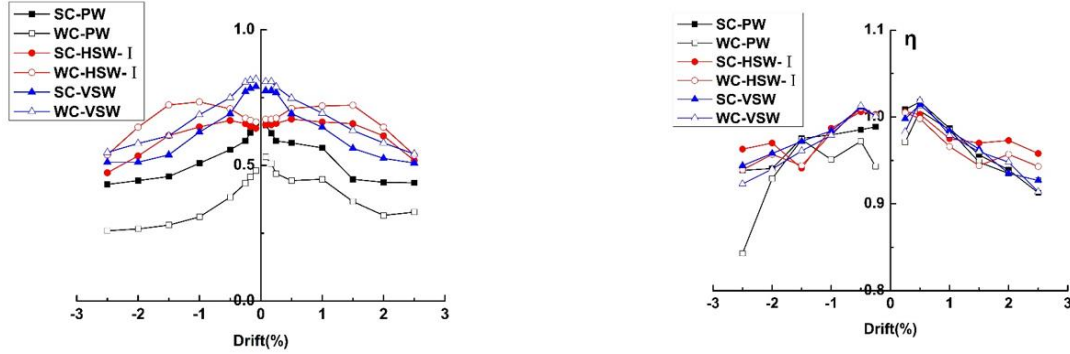 SC-PW
WC-PW
SC-HSW-Ⅰ
WC-HSW-Ⅰ
SC-VSW
WC-VSW
1.0
0.5
0.0
-3 -2 -1 0 1 2 3
Drift(%)
SC-PW
WC-PW
SC-HSW-Ⅰ
WC-HSW-Ⅰ
SC-VSW
WC-VSW
1.1
η
1.0
0.9
0.8
-3 -2 -1 0 1 2 3
Drift(%)